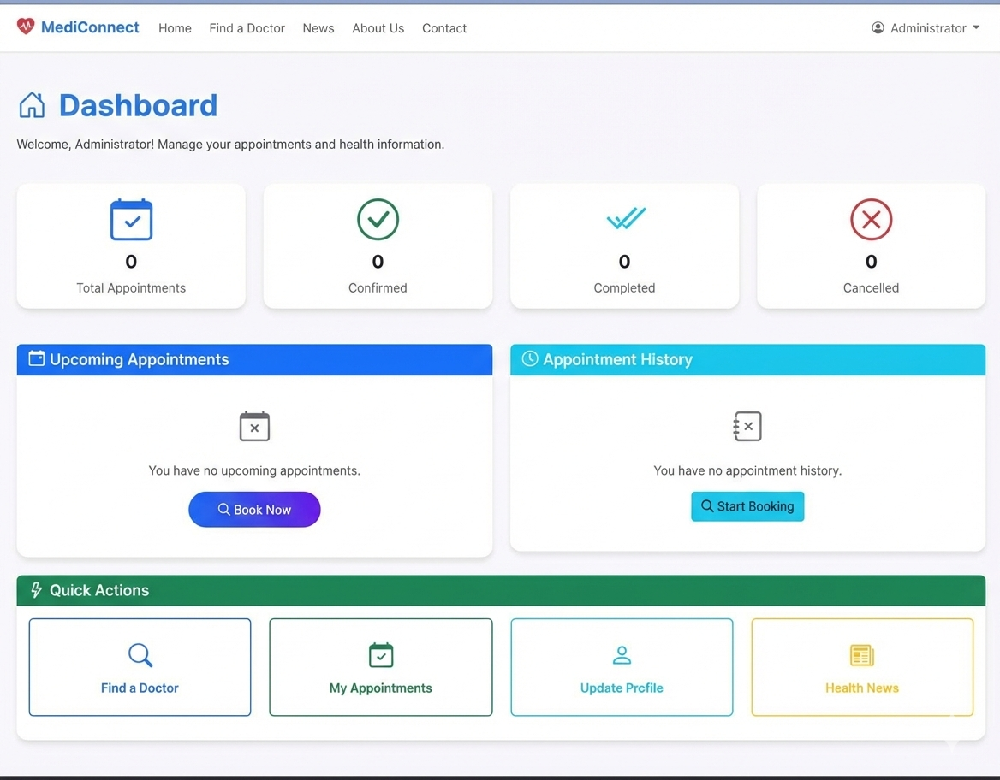 MediConnect Home Find a Doctor News About Us Contact Administrator
Dashboard
Welcome, Administrator! Manage your appointments and health information.
0 0 0 0
Total Appointments Confirmed Completed Cancelled
Upcoming Appointments Appointment History
You have no upcoming appointments. You have no appointment history.
Book Now Start Booking
Quick Actions
Find a Doctor My Appointments Update Prcfile Health News